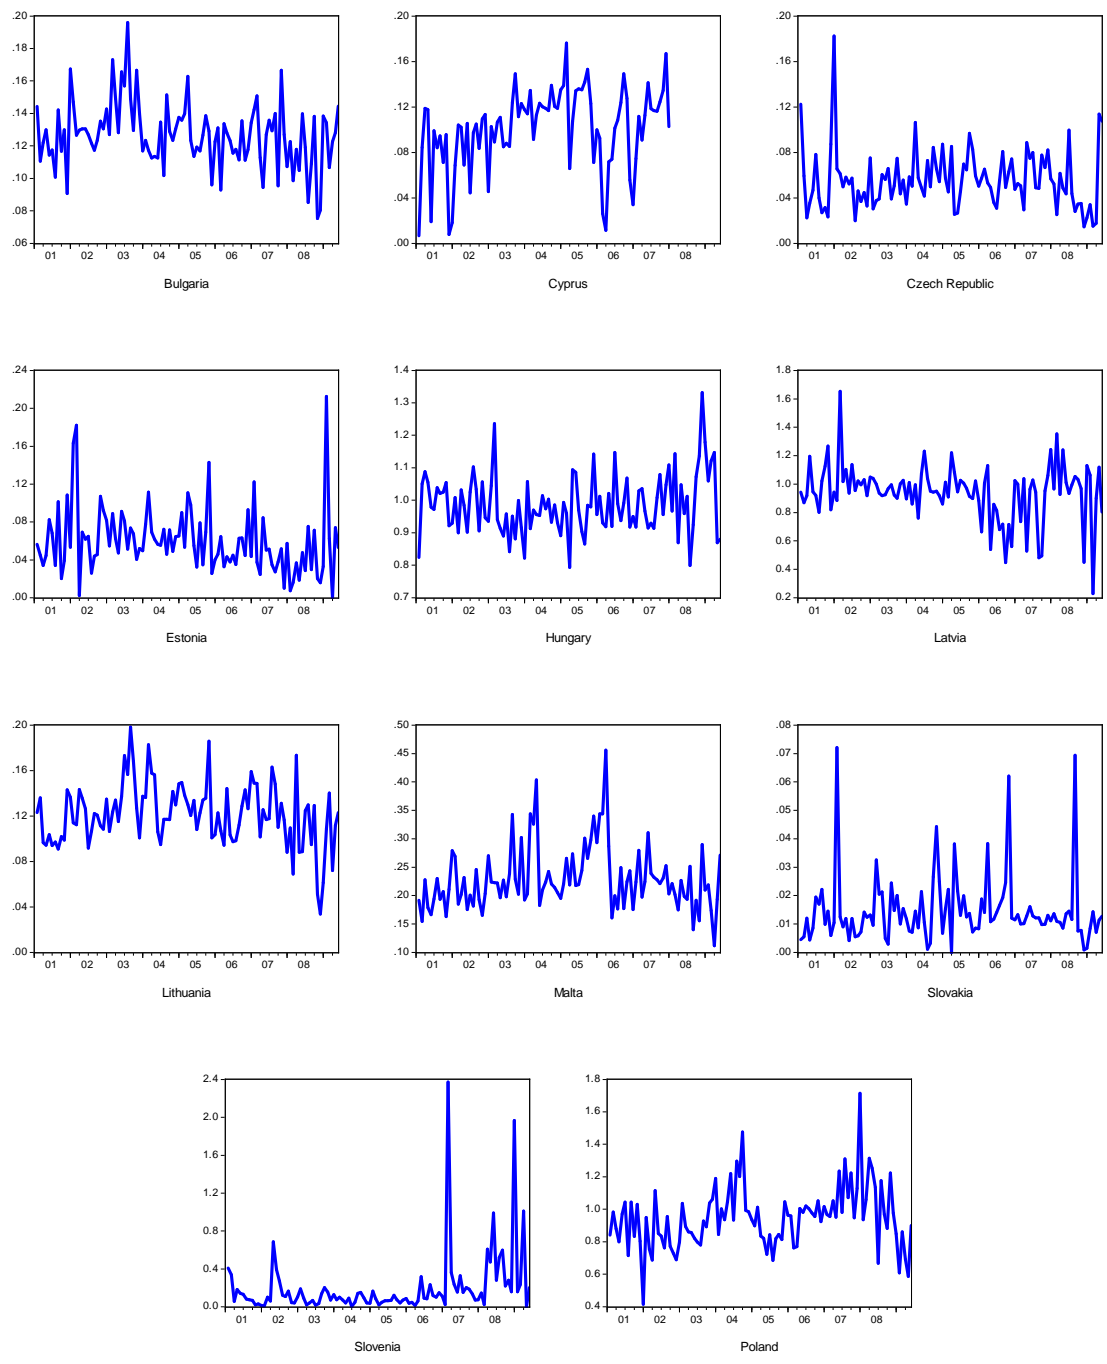 .20 .20 .20
.18
.16 .16 .16
.14
.12 .12 .12
.10
.08 .08 .08
.04 .04
.06 .00 .00
01 02 03 04 05 06 07 08 01 02 03 04 05 06 07 08 01 02 03 04 05 06 07 08
Bulgaria Cyprus Czech Republic
.24 1.4 1.8
.20 1.3 1.6
1.4
.16 1.2
1.2
.12 1.1
1.0
.08 1.0
0.8
0.6
.04 0.9
0.8 0.4
.00 0.7 0.2
01 02 03 04 05 06 07 08 01 02 03 04 05 06 07 08 01 02 03 04 05 06 07 08
Estonia Hungary Latvia
.20 .50 .08
.45 .07
.16 .40 .06
.35 .05
.12
.30 .04
.08 .25 .03
.20 .02
.04
.15 .01
.00 .10 .00
01 02 03 04 05 06 07 08 01 02 03 04 05 06 07 08 01 02 03 04 05 06 07 08
Lithuania Malta Slovakia
2.4 1.8
2.0 1.6
1.4
1.6
1.2
1.2
1.0
0.8
0.8
0.4 0.6
0.0 0.4
01 02 03 04 05 06 07 08 01 02 03 04 05 06 07 08
Slovenia Poland